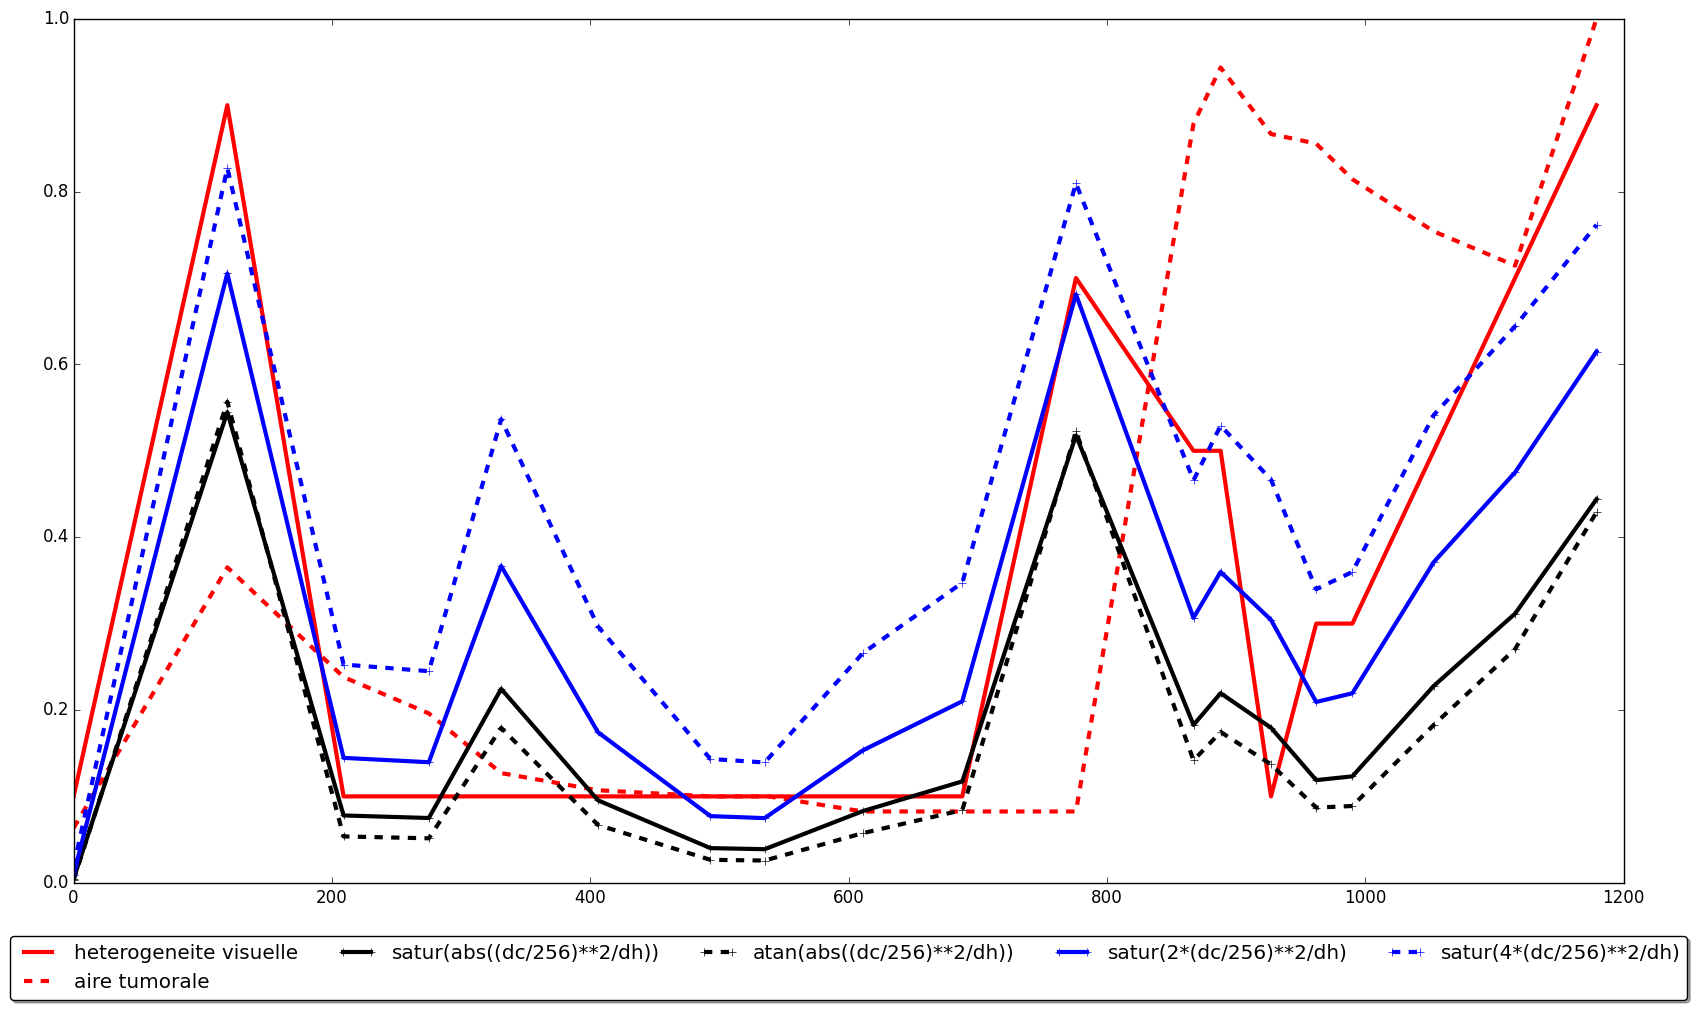 1.0
0.8
0.6
0.4
0.2
0.0
0 200 400 600 800 1000 1200
heterogeneite visuelle satur(abs((dc/256)**2/dh)) atan(abs((dc/256)**2/dh)) satur(2*(dc/256)**2/dh) satur(4*(dc/256)**2/dh)
aire tumorale